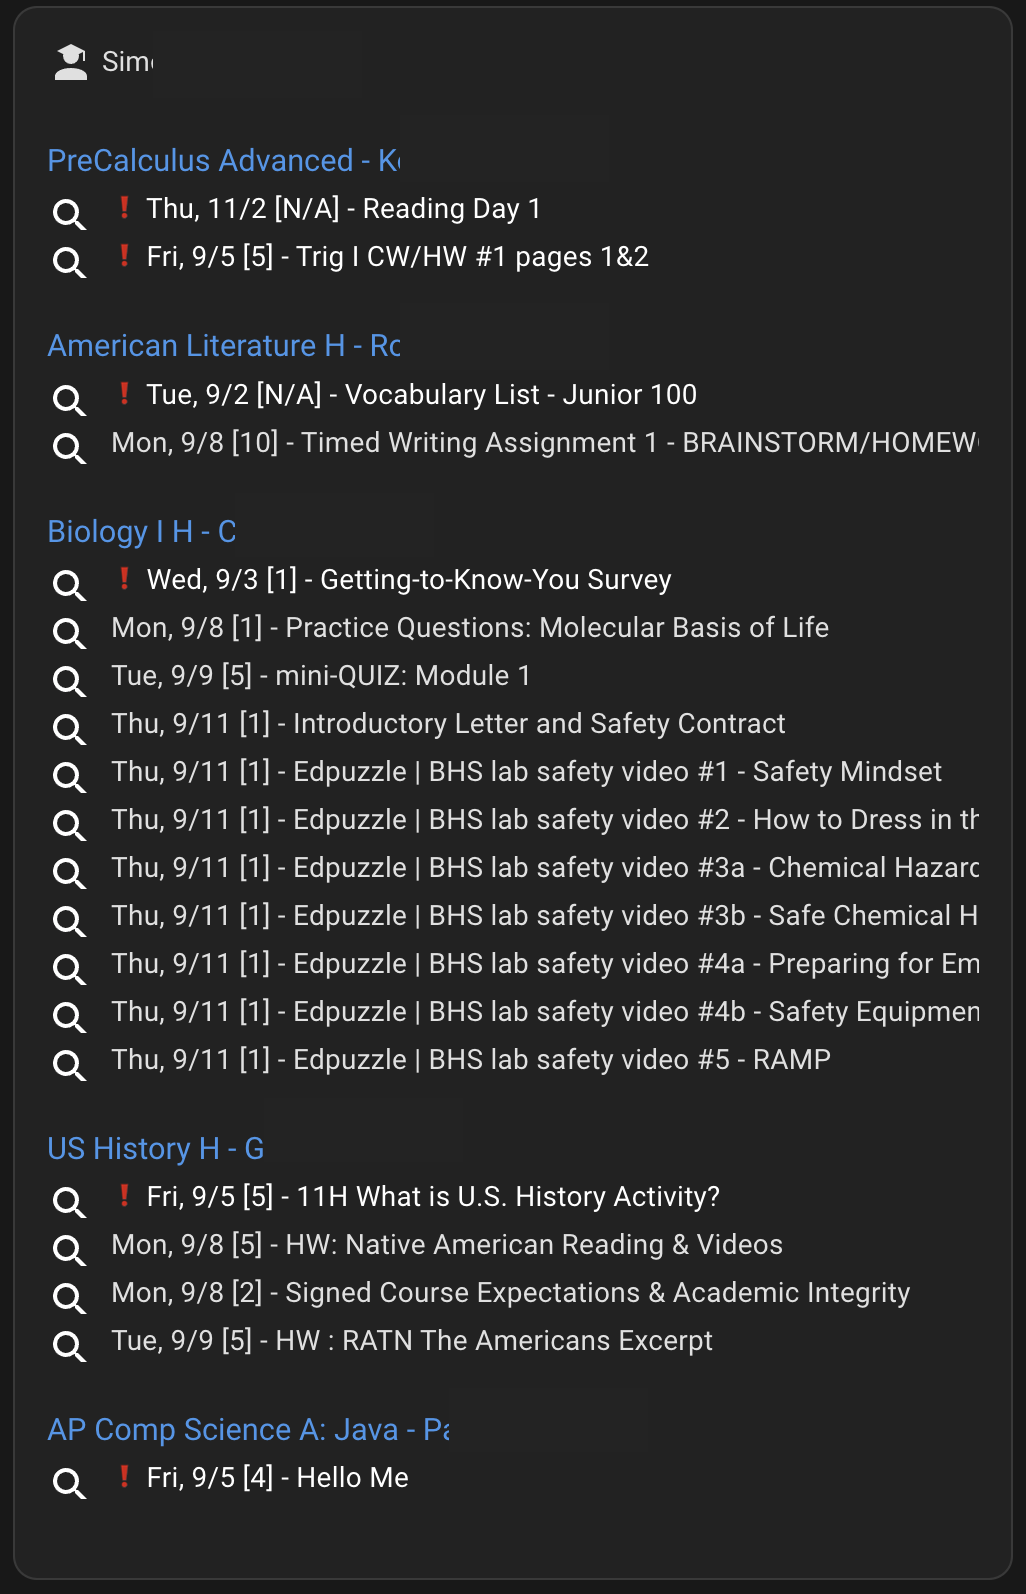 Sim
PreCalculus Advanced - K
! Thu, 11/2 [N/A] - Reading Day 1
! Fri, 9/5 [5] - Trig I CW/HW #1 pages 1&2
American Literature H - Ro
! Tue, 9/2 [N/A] - Vocabulary List - Junior 100
Mon, 9/8 [10] - Timed Writing Assignment 1 - BRAINSTORM/HOMEW
Biology I H - C
! Wed, 9/3 [1] - Getting-to-Know-You Survey
Mon, 9/8 [1] - Practice Questions: Molecular Basis of Life
Tue, 9/9 [5] - mini-QUIZ: Module 1
Thu, 9/11 [1] - Introductory Letter and Safety Contract
Thu, 9/11 [1] - Edpuzzle | BHS lab safety video #1 - Safety Mindset
Thu, 9/11 [1] - Edpuzzle | BHS lab safety video #2 - How to Dress in th
Thu, 9/11 [1] - Edpuzzle | BHS lab safety video #3a - Chemical Hazard
Thu, 9/11 [1] - Edpuzzle | BHS lab safety video #3b - Safe Chemical H
Thu, 9/11 [1] - Edpuzzle | BHS lab safety video #4a - Preparing for Em
Thu, 9/11 [1] - Edpuzzle | BHS lab safety video #4b - Safety Equipmen
Thu, 9/11 [1] - Edpuzzle | BHS lab safety video #5 - RAMP
US History H - G
! Fri, 9/5 [5] - 11H What is U.S. History Activity?
Mon, 9/8 [5] - HW: Native American Reading & Videos
Mon, 9/8 [2] - Signed Course Expectations & Academic Integrity
Tue, 9/9 [5] - HW : RATN The Americans Excerpt
AP Comp Science A: Java - Pa
! Fri, 9/5 [4] - Hello Me